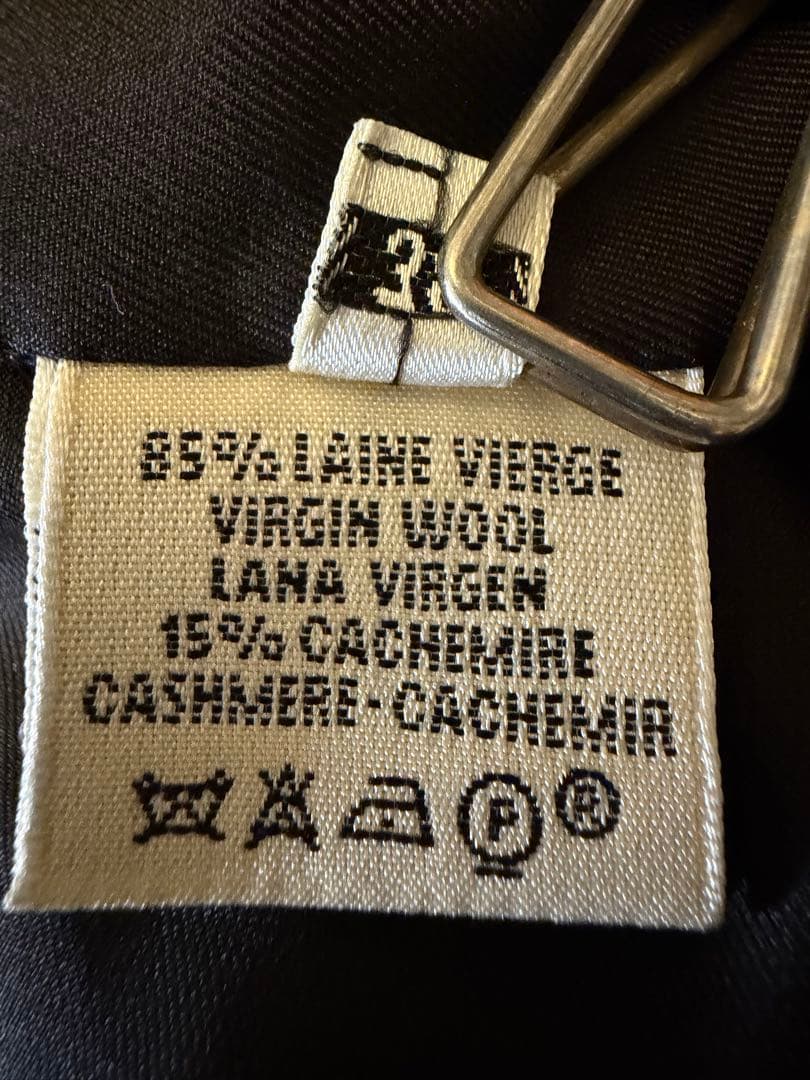 85% LAINE VIERGE
VIRGIN WOOL
LANA VIRGEN
15% CACHEMIRE
CASHMERE-CACHEMIR
P
®